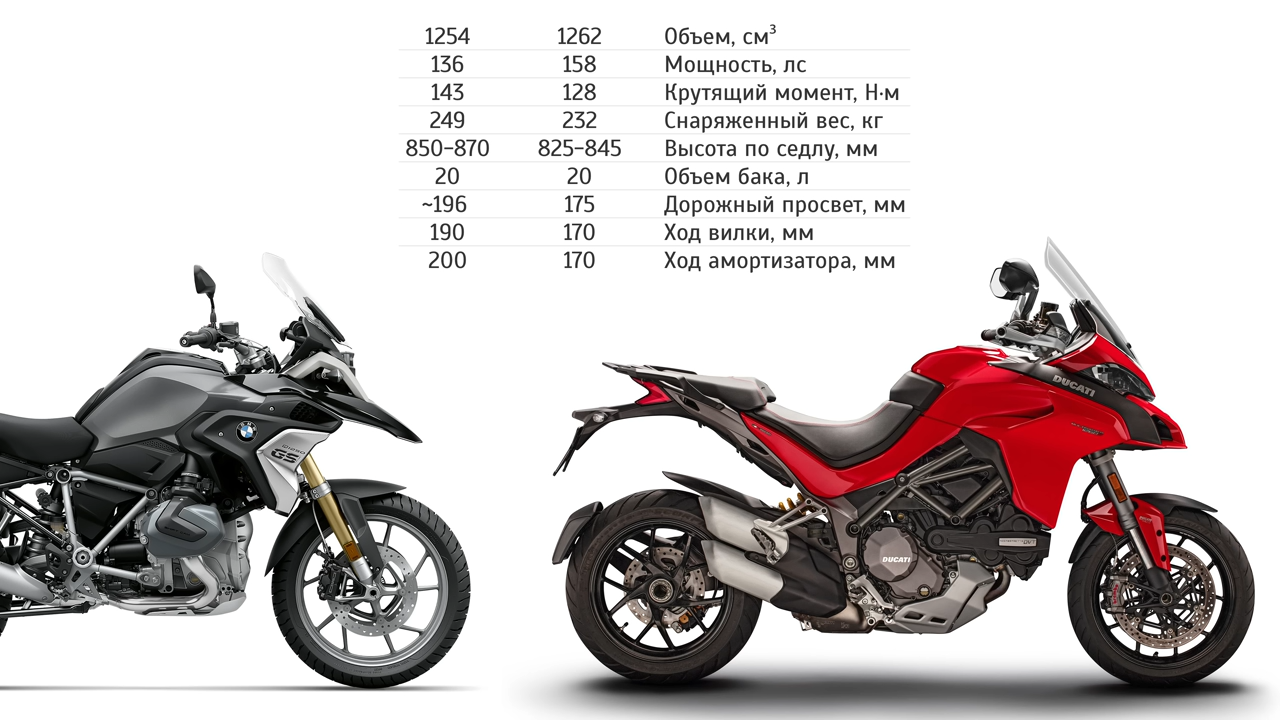 1254 1262 Объем, см³
136 158 Мощность, лс
143 128 Крутящий момент, Н·м
249 232 Снаряженный вес, кг
850-870 825-845 Высота по седлу, мм
20 20 Объем бака, л
~196 175 Дорожный просвет, мм
190 170 Ход вилки, мм
200 170 Ход амортизатора, мм
DUCATI
BMW
GS
DUCATI